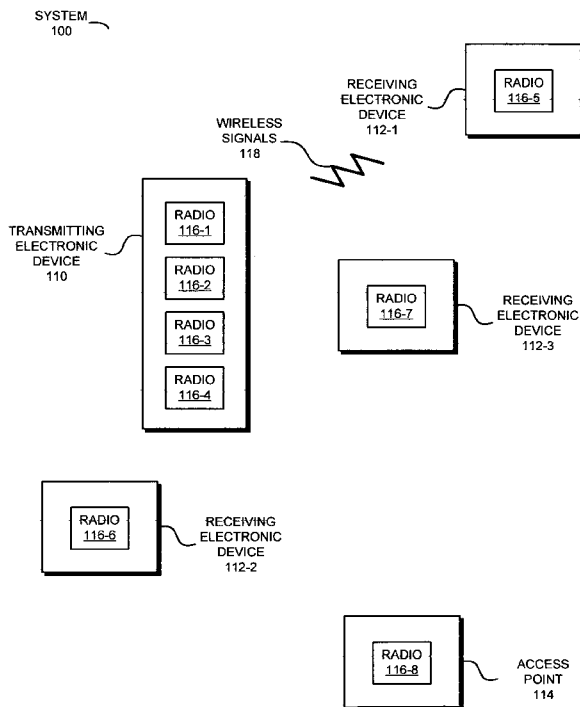 SYSTEM
100
RECEIVING
ELECTRONIC
DEVICE
112-1
RADIO
116-5
WIRELESS
SIGNALS
118
TRANSMITTING
ELECTRONIC
DEVICE
110
RADIO
116-1
RADIO
116-2
RADIO
116-3
RADIO
116-4
RADIO
116-7
RECEIVING
ELECTRONIC
DEVICE
112-3
RADIO
116-6
RECEIVING
ELECTRONIC
DEVICE
112-2
RADIO
116-8
ACCESS
POINT
114